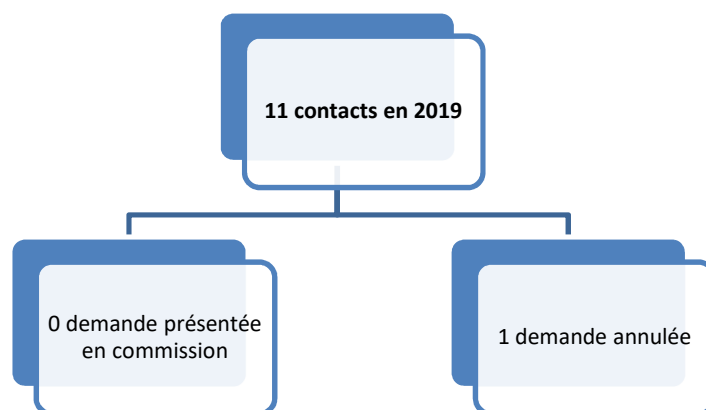 11 contacts en 2019
0 demande présentée
en commission
1 demande annulée